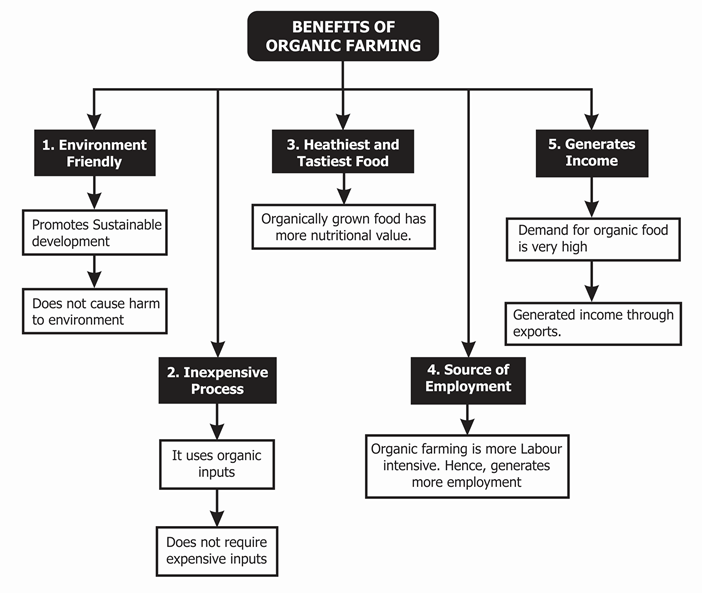 BENEFITS OF
ORGANIC FARMING
1. Environment
Friendly
Promotes Sustainable
development
Does not cause harm
to environment
2. Inexpensive
Process
It uses organic
inputs
Does not require
expensive inputs
3. Heathiest and
Tastiest Food
Organically grown food has
more nutritional value.
4. Source of
Employment
Organic farming is more Labour
intensive. Hence, generates
more employment
5. Generates
Income
Demand for organic food
is very high
Generated income through
exports.